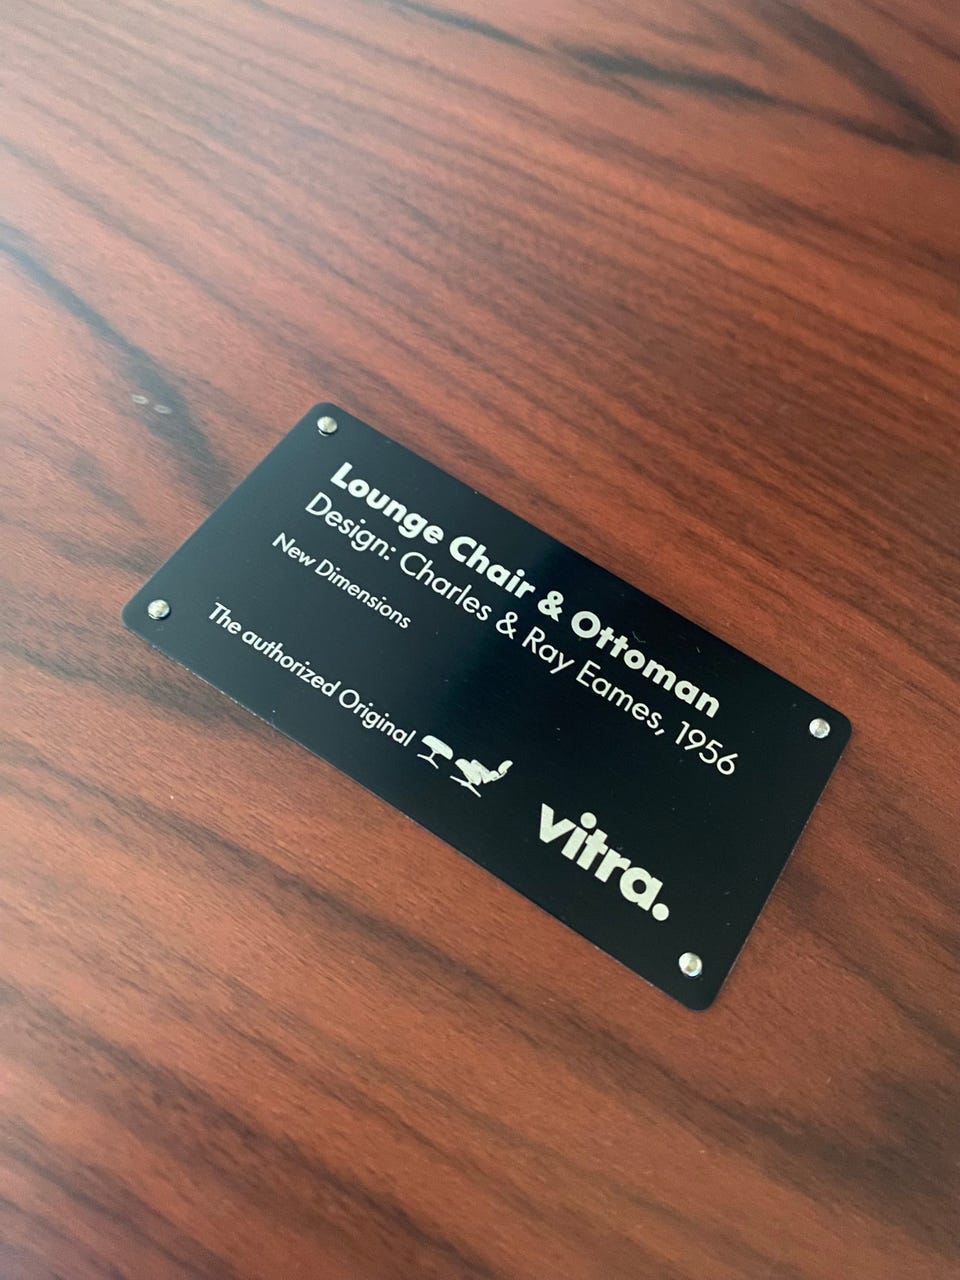 Lounge Chair & Ottoman
Design: Charles & Ray Eames, 1956
New Dimensions
The authorized Original
vitra.